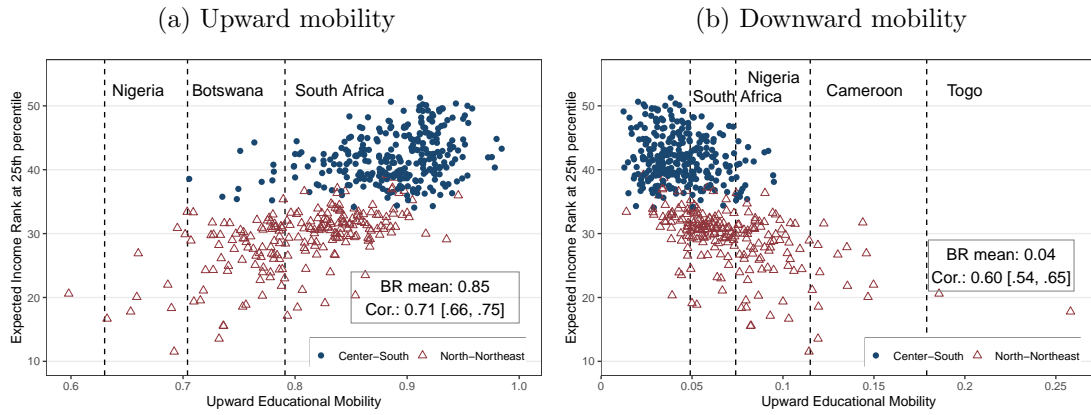 (a) Upward mobility
Expected Income Rank at 25th percentile
50
40
30
20
10
Nigeria
Botswana
South Africa
BR mean: 0.85
Cor.: 0.71 [.66, .75]
Center−South
North−Northeast
0.6
0.7
0.8
0.9
1.0
Upward Educational Mobility
(b) Downward mobility
Expected Income Rank at 25th percentile
50
40
30
20
10
Nigeria
South Africa
Cameroon
Togo
BR mean: 0.04
Cor.: 0.60 [.54, .65]
Center−South
North−Northeast
0
0.05
0.1
0.15
0.2
0.25
Upward Educational Mobility